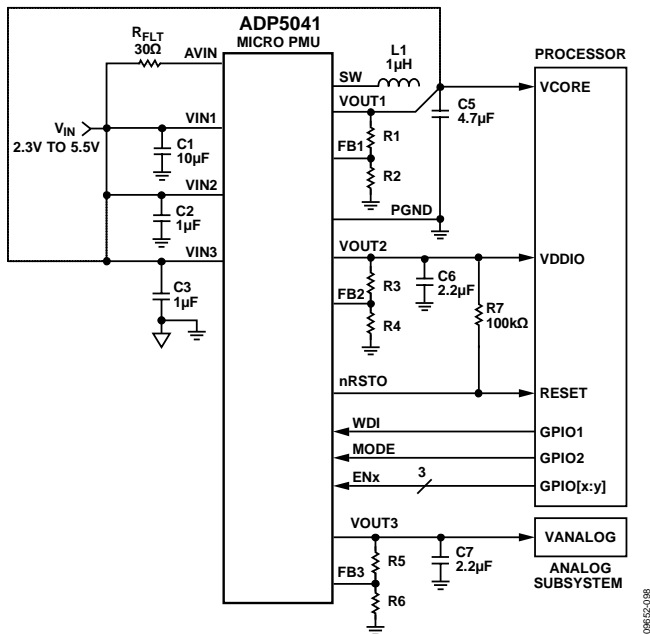 ADP5041
MICRO PMU
RFLT
30Ω
AVIN
VIN
2.3V TO 5.5V
VIN1
C1
10µF
VIN2
C2
1µF
VIN3
C3
1µF
SW
L1
1µH
VOUT1
R1
FB1
R2
C5
4.7µF
PGND
VOUT2
R3
FB2
R4
C6
2.2µF
R7
100kΩ
nRSTO
WDI
MODE
ENx
3
VOUT3
R5
FB3
R6
C7
2.2µF
PROCESSOR
VCORE
VDDIO
RESET
GPIO1
GPIO2
GPIO[x:y]
VANALOG
ANALOG
SUBSYSTEM
09652-098